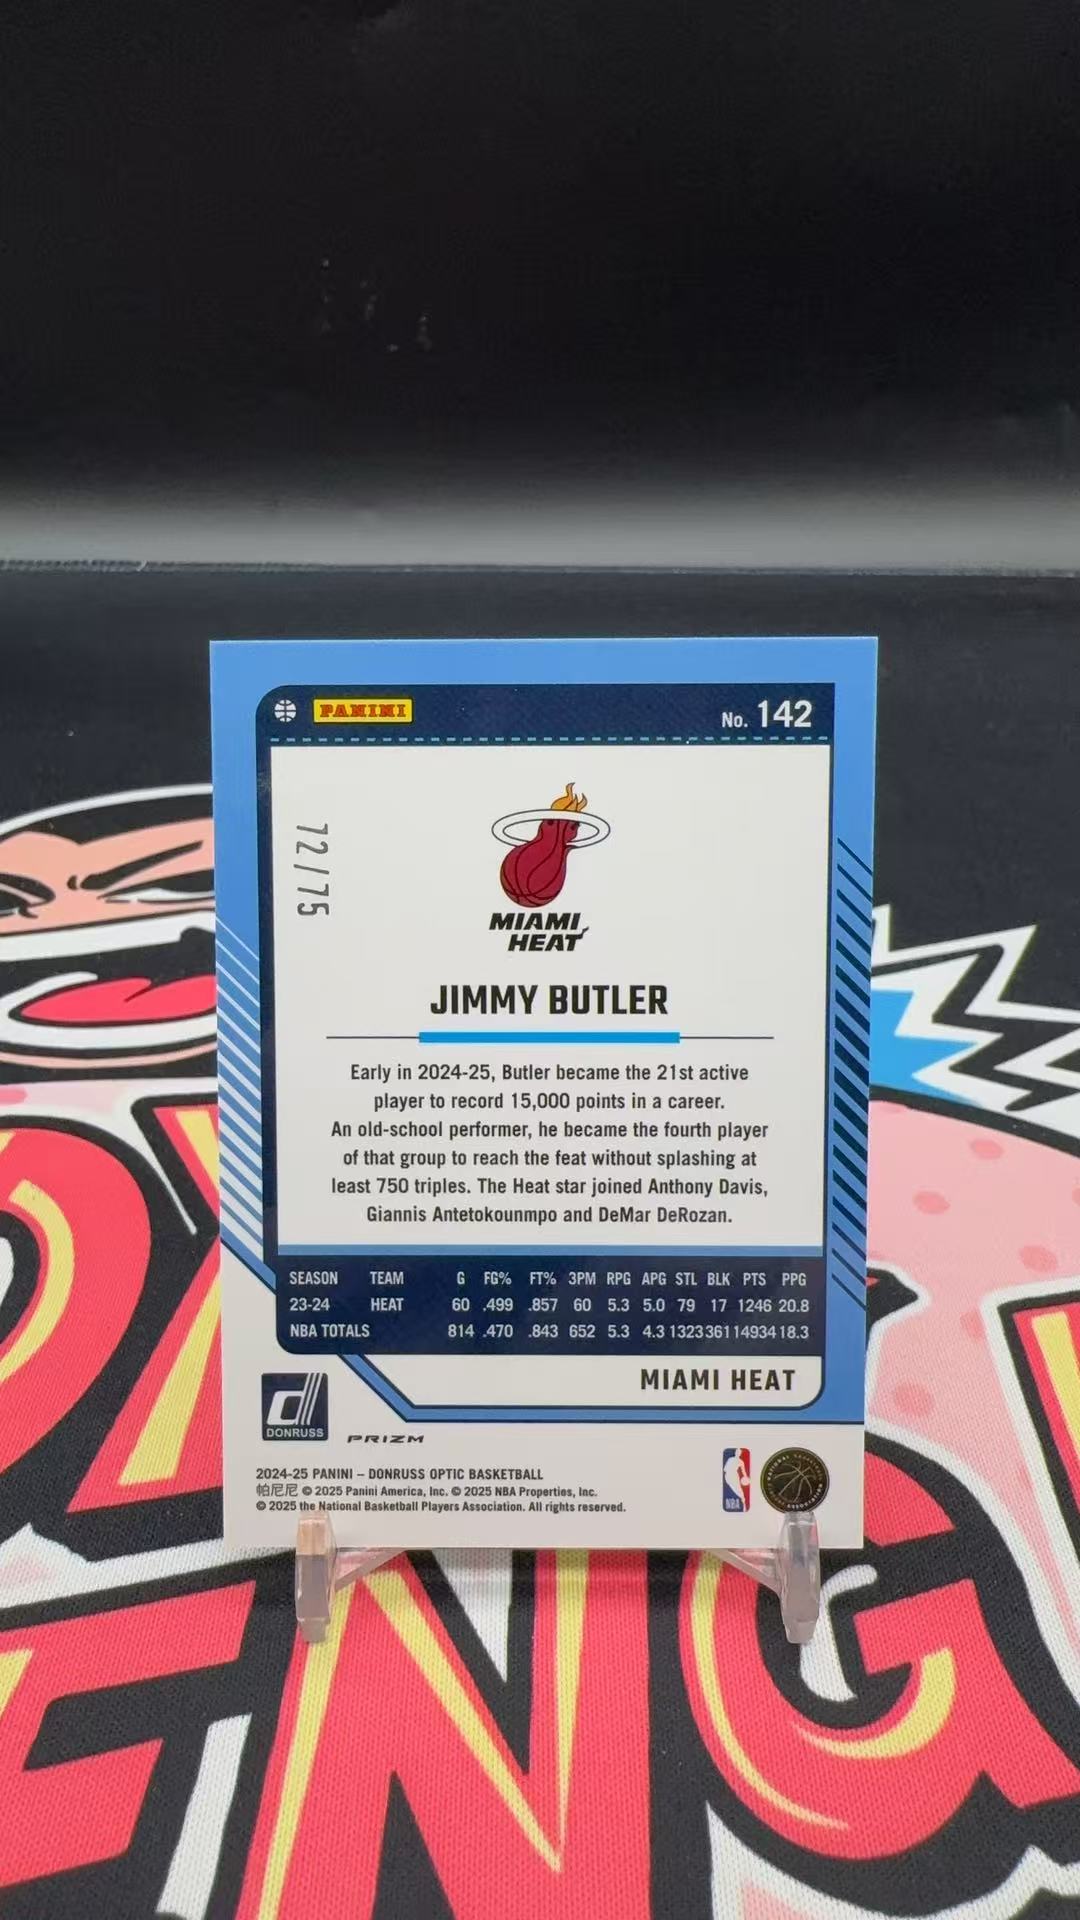 PANINI
No. 142
72/75
MIAMI
HEAT
JIMMY BUTLER
Early in 2024-25, Butler became the 21st active
player to record 15,000 points in a career.
An old-school performer, he became the fourth player
of that group to reach the feat without splashing at
least 750 triples. The Heat star joined Anthony Davis,
Giannis Antetokounmpo and DeMar DeRozan.
SEASON TEAM G FG% FT% 3PM RPG APG STL BLK PTS PPG
23-24 HEAT 60 .499 .857 60 5.3 5.0 79 17 1246 20.8
NBA TOTALS 814 .470 .843 652 5.3 4.3 1323 361 14934 18.3
MIAMI HEAT
d
DONRUSS
PRIZM
2024-25 PANINI – DONRUSS OPTIC BASKETBALL
帕尼尼 © 2025 Panini America, Inc. © 2025 NBA Properties, Inc.
© 2025 the National Basketball Players Association. All rights reserved.
NBA